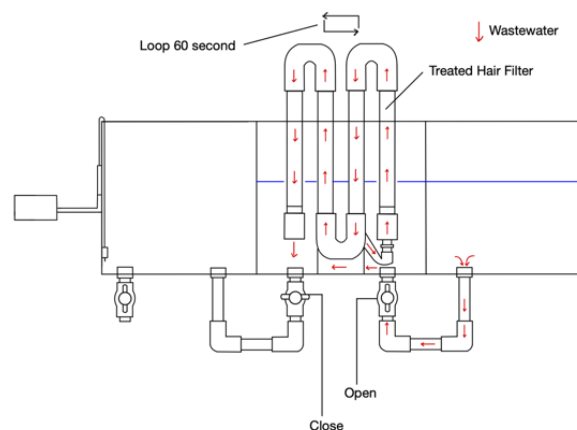 Loop 60 second
Wastewater
Treated Hair Filter
Open
Close